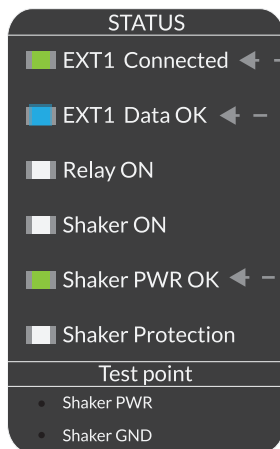 STATUS
EXT1 Connected
EXT1 Data OK
Relay ON
Shaker ON
Shaker PWR OK
Shaker Protection
Test point
Shaker PWR
Shaker GND